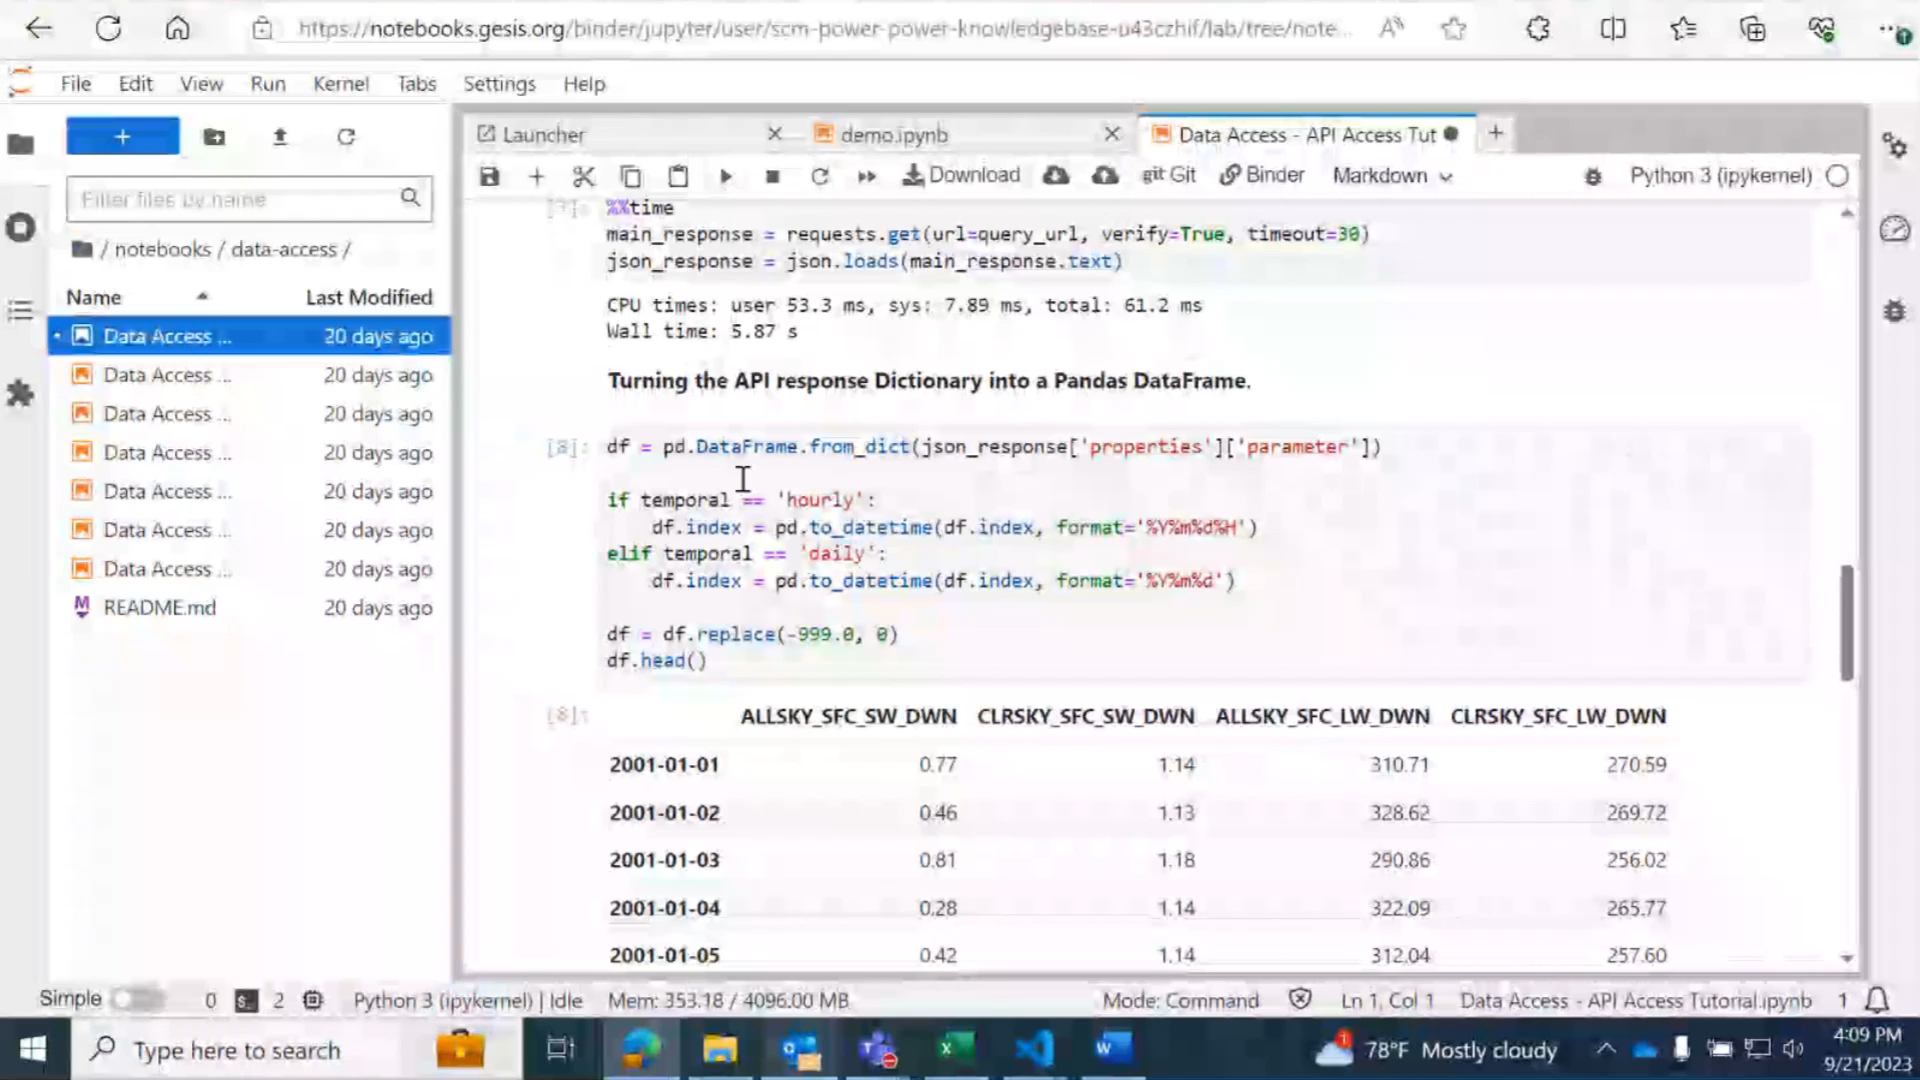 https://notebooks.gesis.org/binder/jupyter/user/scm-power-power-knowledgebase-u43czhif/lab/tree/note...
File Edit View Run Kernel Tabs Settings Help
Launcher
demo.ipynb
Data Access - API Access Tut
Filter files by name
Download
git Git
Binder
Markdown
Python 3 (ipykernel)
/ notebooks / data-access /
Name Last Modified
Data Access ... 20 days ago
Data Access ... 20 days ago
Data Access ... 20 days ago
Data Access ... 20 days ago
Data Access ... 20 days ago
Data Access ... 20 days ago
Data Access ... 20 days ago
README.md 20 days ago
%%time
main_response = requests.get(url=query_url, verify=True, timeout=30)
json_response = json.loads(main_response.text)
CPU times: user 53.3 ms, sys: 7.89 ms, total: 61.2 ms
Wall time: 5.87 s
Turning the API response Dictionary into a Pandas DataFrame.
[8]: df = pd.DataFrame.from_dict(json_response['properties']['parameter'])
if temporal == 'hourly':
df.index = pd.to_datetime(df.index, format='%Y%m%d%H')
elif temporal == 'daily':
df.index = pd.to_datetime(df.index, format='%Y%m%d')
df = df.replace(-999.0, 0)
df.head()
[8]: ALLSKY_SFC_SW_DWN CLRSKY_SFC_SW_DWN ALLSKY_SFC_LW_DWN CLRSKY_SFC_LW_DWN
2001-01-01 0.77 1.14 310.71 270.59
2001-01-02 0.46 1.13 328.62 269.72
2001-01-03 0.81 1.18 290.86 256.02
2001-01-04 0.28 1.14 322.09 265.77
2001-01-05 0.42 1.14 312.04 257.60
Simple 0 2 Python 3 (ipykernel) | Idle Mem: 353.18 / 4096.00 MB Mode: Command Ln 1, Col 1 Data Access - API Access Tutorial.ipynb 1
Type here to search
78°F Mostly cloudy
4:09 PM
9/21/2023